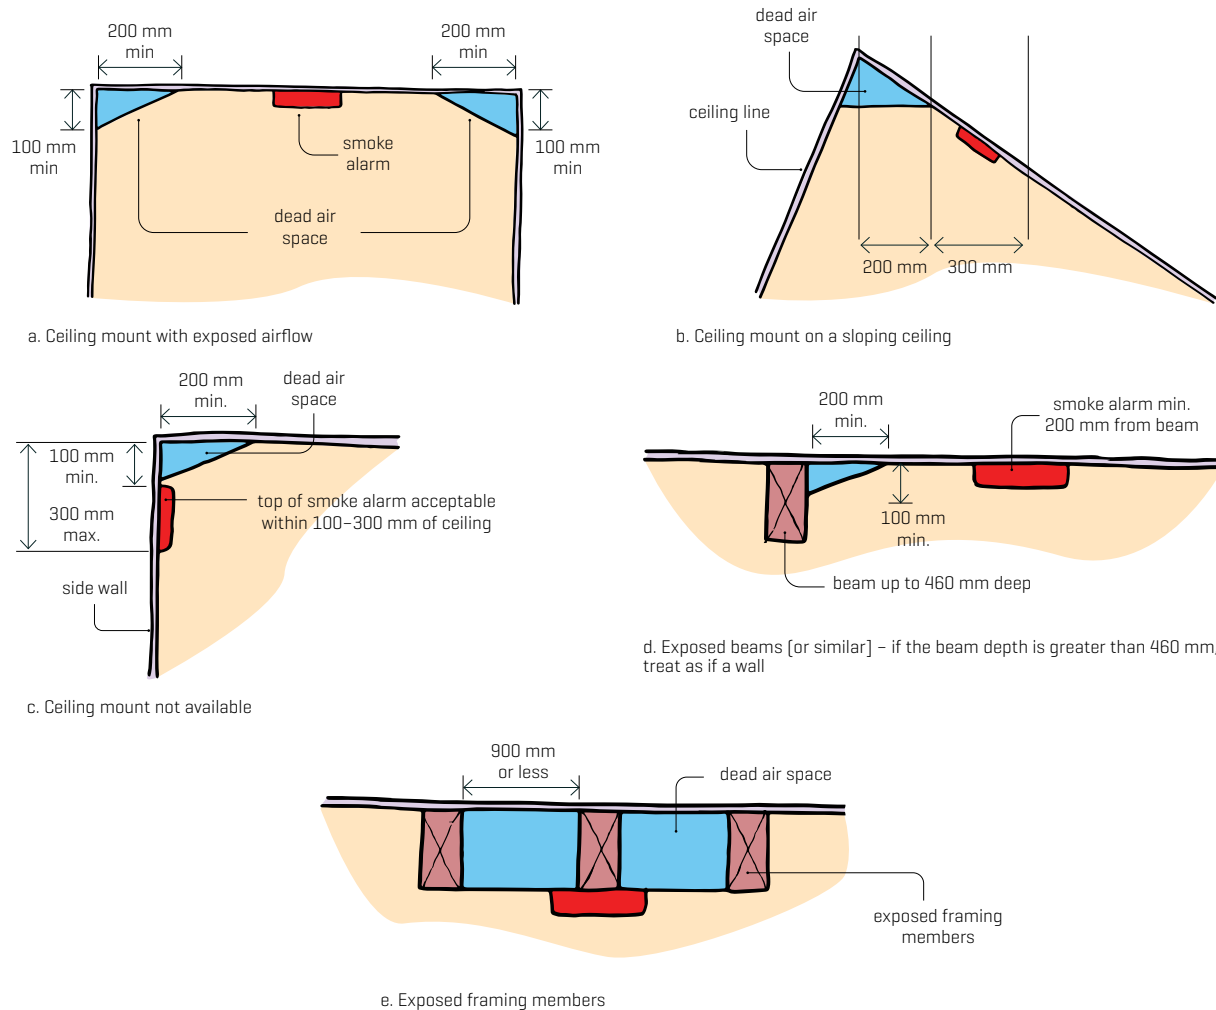 200 mm
min
200 mm
min
100 mm
min
smoke
alarm
100 mm
min
dead air
space
a. Ceiling mount with exposed airflow
dead air
space
ceiling line
200 mm
300 mm
b. Ceiling mount on a sloping ceiling
200 mm
min.
dead air
space
100 mm
min.
300 mm
max.
top of smoke alarm acceptable
within 100–300 mm of ceiling
side wall
c. Ceiling mount not available
200 mm
min.
smoke alarm min.
200 mm from beam
100 mm
min.
beam up to 460 mm deep
d. Exposed beams (or similar) – if the beam depth is greater than 460 mm,
treat as if a wall
900 mm
or less
dead air space
exposed framing
members
e. Exposed framing members